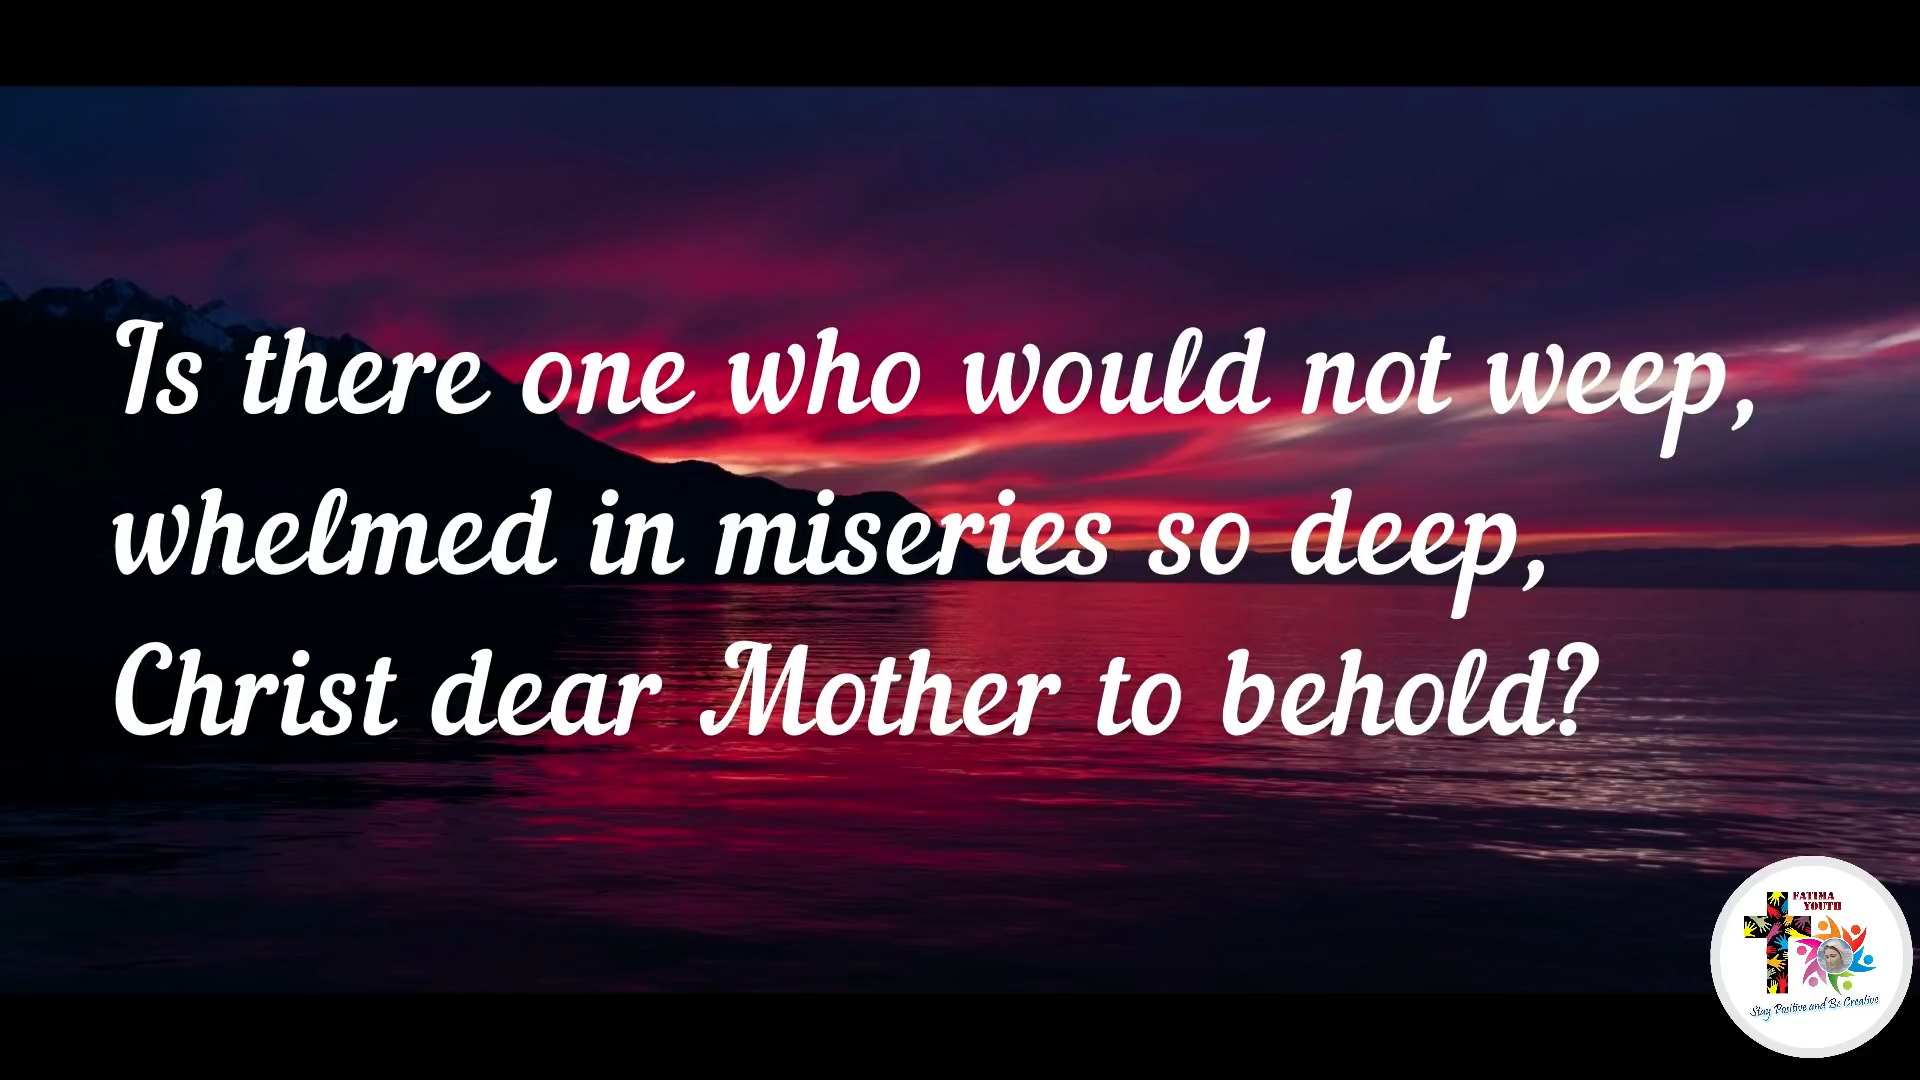 Is there one who would not weep,
whelmed in miseries so deep,
Christ dear Mother to behold?
FATIMA
YOUTH
Stay Positive and Be Creative